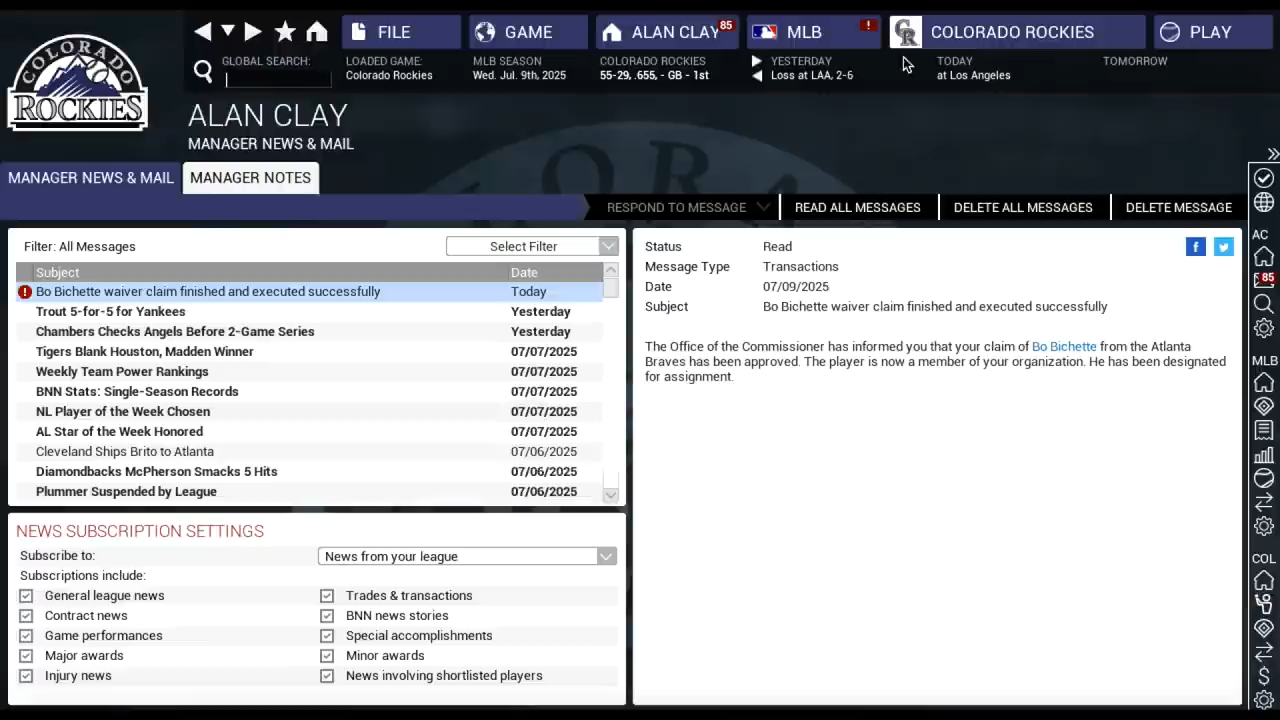 COLORADO
ROCKIES
FILE
GAME
ALAN CLAY
85
MLB
!
COLORADO ROCKIES
PLAY
GLOBAL SEARCH:
LOADED GAME:
Colorado Rockies
MLB SEASON
Wed. Jul. 9th, 2025
COLORADO ROCKIES
55-29, .655, - GB - 1st
YESTERDAY
Loss at LAA, 2-6
TODAY
at Los Angeles
TOMORROW
ALAN CLAY
MANAGER NEWS & MAIL
MANAGER NEWS & MAIL
MANAGER NOTES
RESPOND TO MESSAGE
READ ALL MESSAGES
DELETE ALL MESSAGES
DELETE MESSAGE
Filter: All Messages
Select Filter
Subject Date
Bo Bichette waiver claim finished and executed successfully Today
Trout 5-for-5 for Yankees Yesterday
Chambers Checks Angels Before 2-Game Series Yesterday
Tigers Blank Houston, Madden Winner 07/07/2025
Weekly Team Power Rankings 07/07/2025
BNN Stats: Single-Season Records 07/07/2025
NL Player of the Week Chosen 07/07/2025
AL Star of the Week Honored 07/07/2025
Cleveland Ships Brito to Atlanta 07/06/2025
Diamondbacks McPherson Smacks 5 Hits 07/06/2025
Plummer Suspended by League 07/06/2025
NEWS SUBSCRIPTION SETTINGS
Subscribe to: News from your league
Subscriptions include:
General league news Trades & transactions
Contract news BNN news stories
Game performances Special accomplishments
Major awards Minor awards
Injury news News involving shortlisted players
Status Read
Message Type Transactions
Date 07/09/2025
Subject Bo Bichette waiver claim finished and executed successfully
The Office of the Commissioner has informed you that your claim of Bo Bichette from the Atlanta
Braves has been approved. The player is now a member of your organization. He has been designated
for assignment.
AC
85
MLB
COL